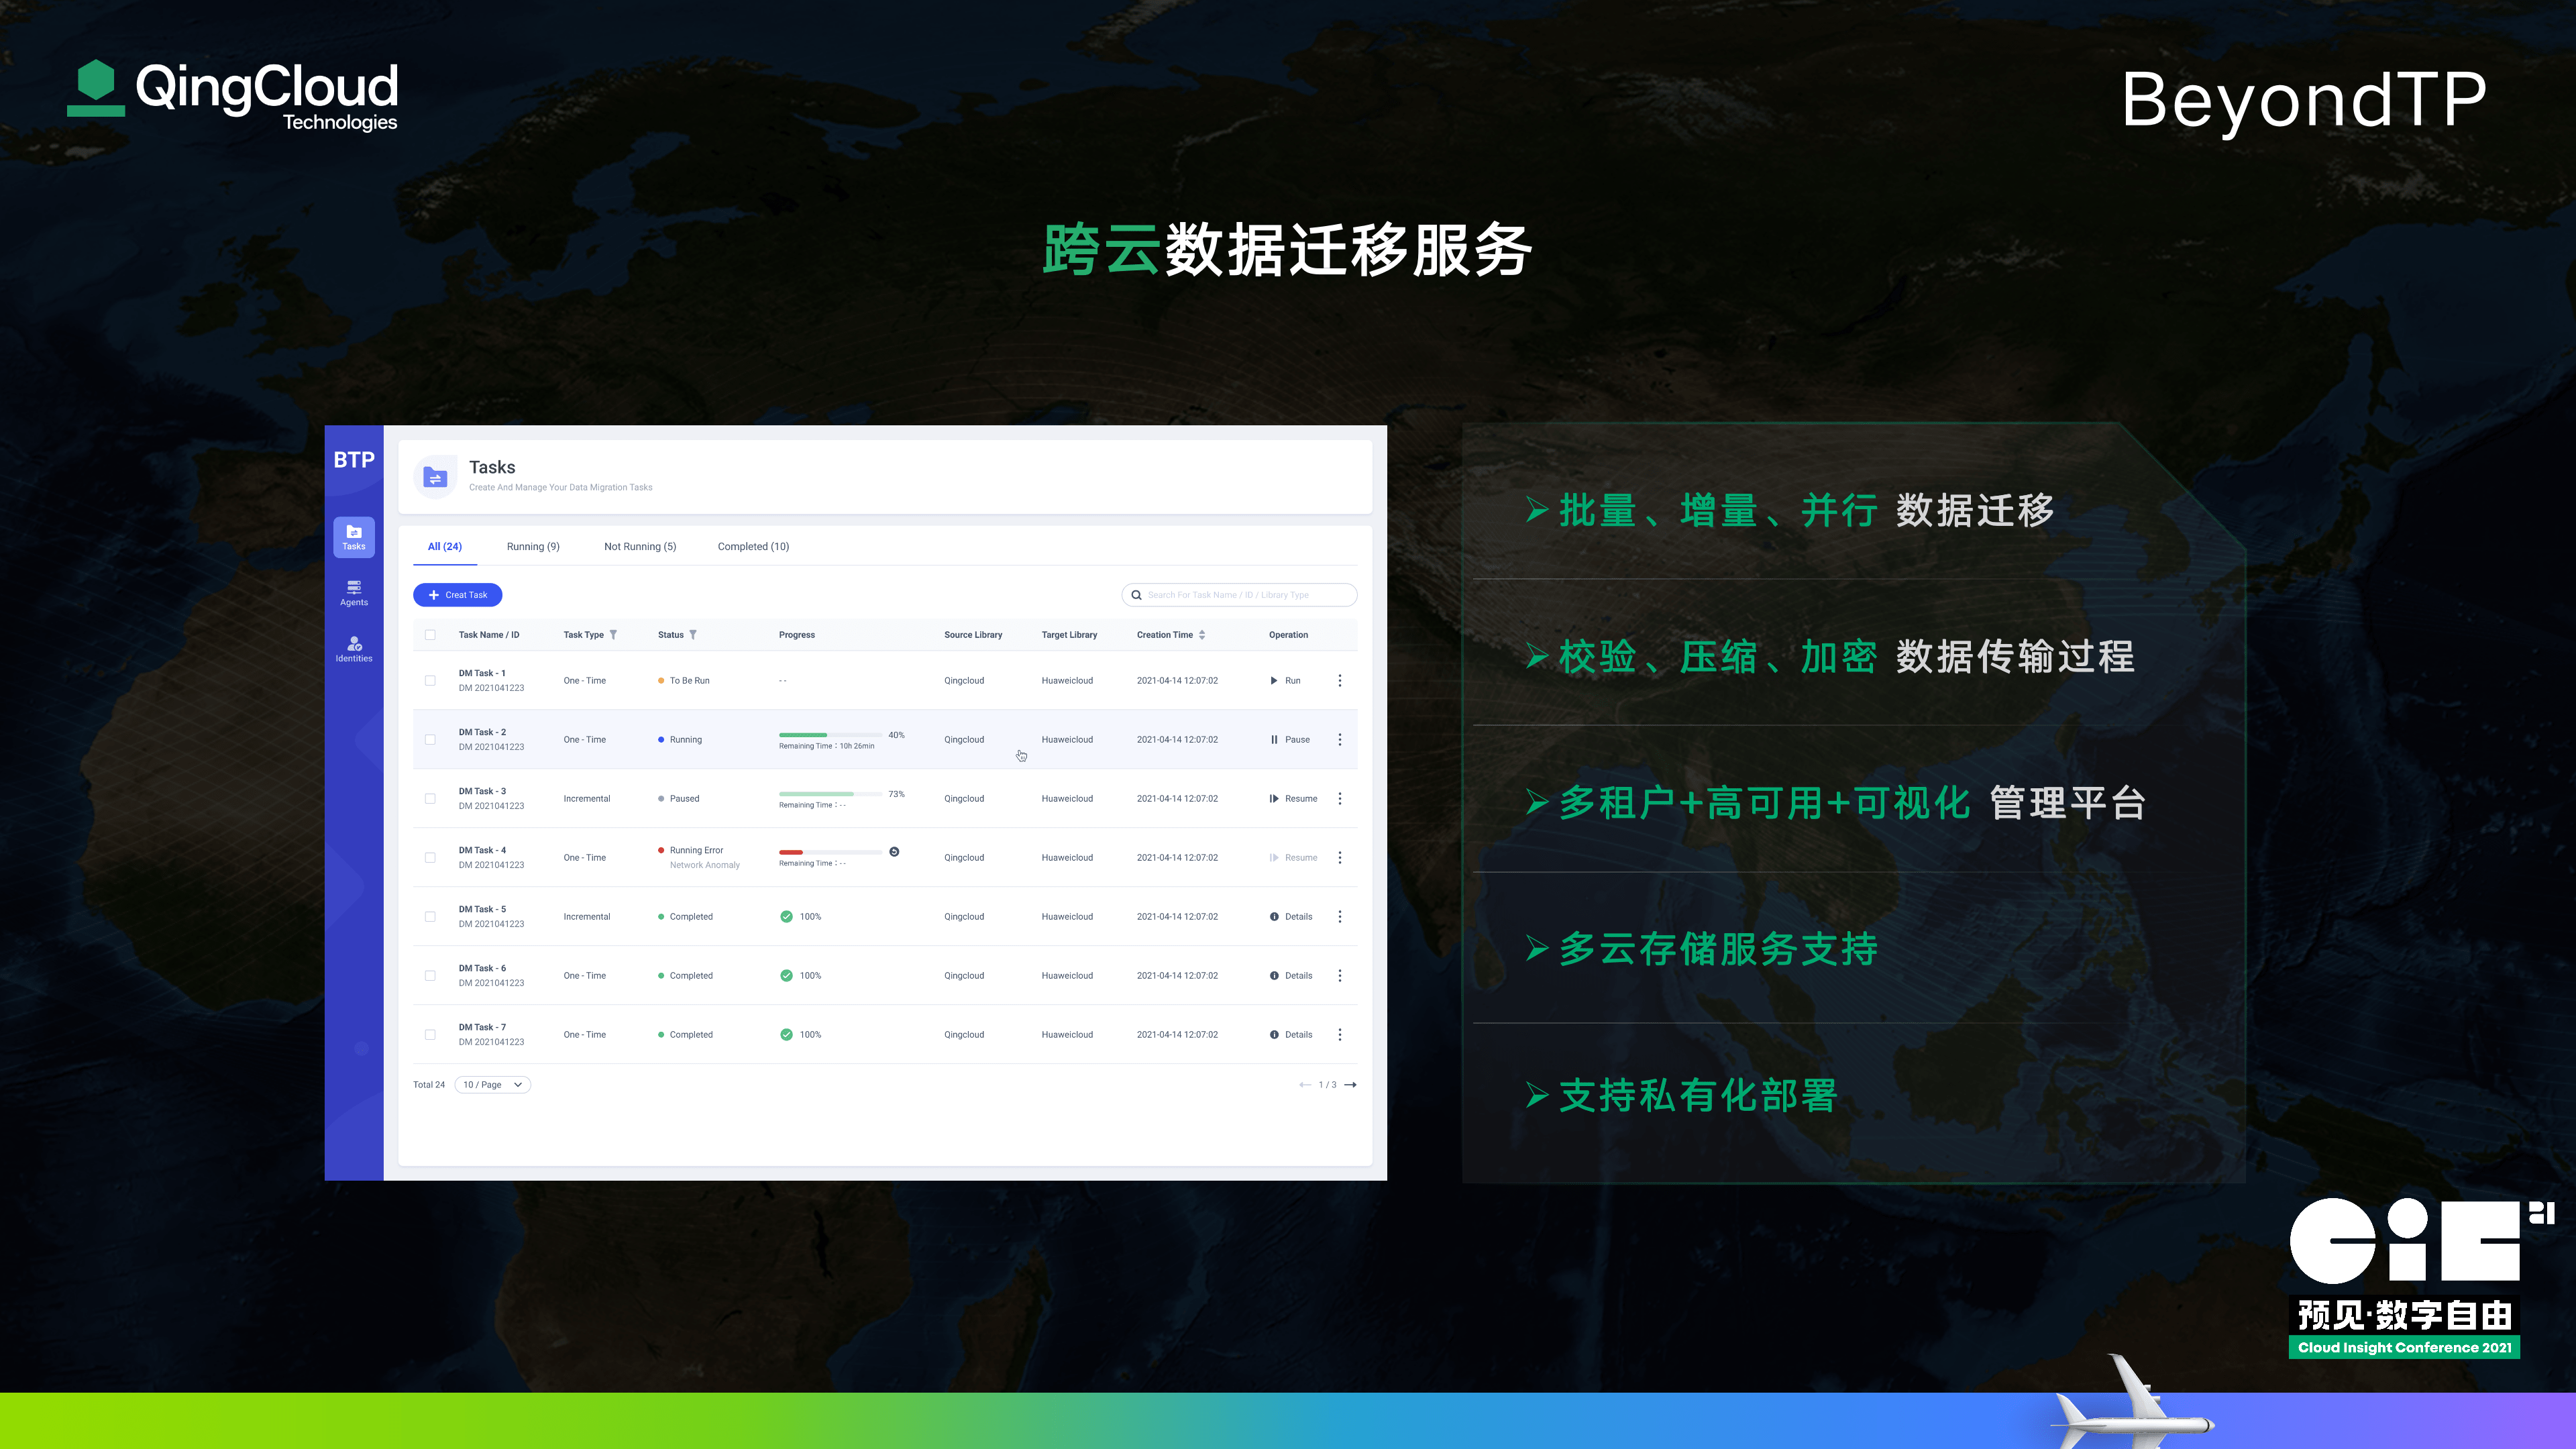 QingCloud
Technologies
BeyondTP
跨云数据迁移服务
BTP
Tasks
Agents
Identities
Tasks
Create And Manage Your Data Migration Tasks
All (24) Running (9) Not Running (5) Completed (10)
+ Creat Task Search For Task Name / ID / Library Type
Task Name / ID Task Type Status Progress Source Library Target Library Creation Time Operation
DM Task - 1
DM 2021041223 One - Time To Be Run - - Qingcloud Huaweicloud 2021-04-14 12:07:02 Run
DM Task - 2
DM 2021041223 One - Time Running 40% Remaining Time : 10h 26min Qingcloud Huaweicloud 2021-04-14 12:07:02 Pause
DM Task - 3
DM 2021041223 Incremental Paused 73% Remaining Time : - - Qingcloud Huaweicloud 2021-04-14 12:07:02 Resume
DM Task - 4
DM 2021041223 One - Time Running Error Network Anomaly Remaining Time : - - Qingcloud Huaweicloud 2021-04-14 12:07:02 Resume
DM Task - 5
DM 2021041223 Incremental Completed 100% Qingcloud Huaweicloud 2021-04-14 12:07:02 Details
DM Task - 6
DM 2021041223 One - Time Completed 100% Qingcloud Huaweicloud 2021-04-14 12:07:02 Details
DM Task - 7
DM 2021041223 One - Time Completed 100% Qingcloud Huaweicloud 2021-04-14 12:07:02 Details
Total 24 10 / Page 1 / 3
批量、增量、并行 数据迁移
校验、压缩、加密 数据传输过程
多租户+高可用+可视化 管理平台
多云存储服务支持
支持私有化部署
CiC 21
预见·数字自由
Cloud Insight Conference 2021